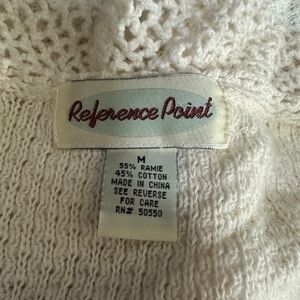 Reference Point
M
55% RAMIE
45% COTTON
MADE IN CHINA
SEE REVERSE
FOR CARE
RN# 50550